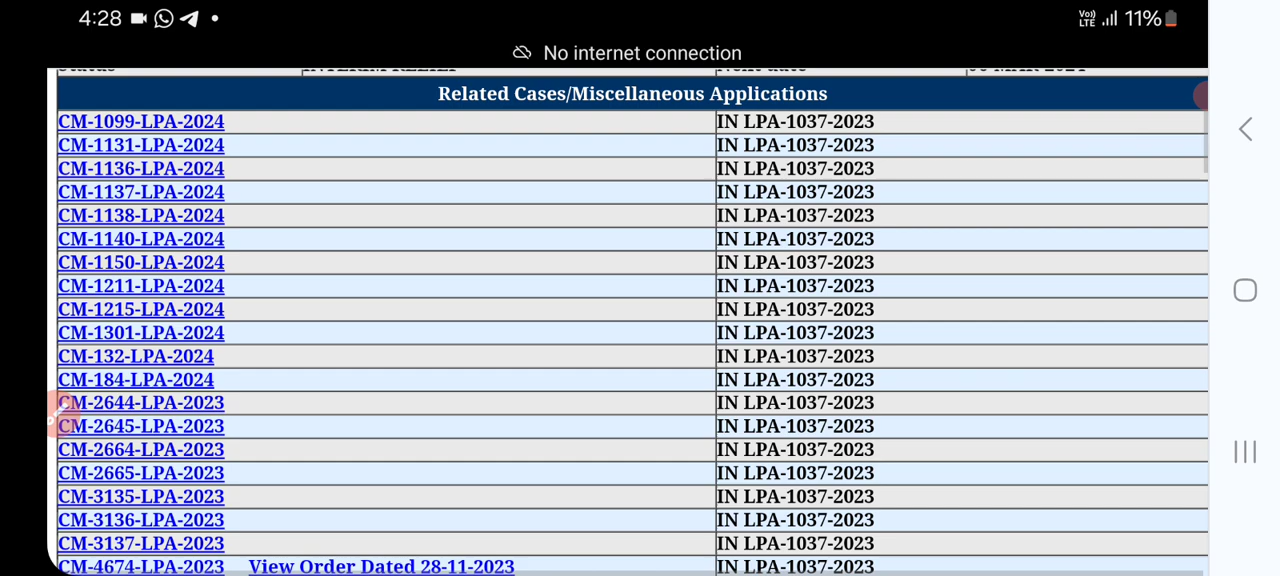 4:28
Vo)) LTE 11%
No internet connection
Related Cases/Miscellaneous Applications
CM-1099-LPA-2024 IN LPA-1037-2023
CM-1131-LPA-2024 IN LPA-1037-2023
CM-1136-LPA-2024 IN LPA-1037-2023
CM-1137-LPA-2024 IN LPA-1037-2023
CM-1138-LPA-2024 IN LPA-1037-2023
CM-1140-LPA-2024 IN LPA-1037-2023
CM-1150-LPA-2024 IN LPA-1037-2023
CM-1211-LPA-2024 IN LPA-1037-2023
CM-1215-LPA-2024 IN LPA-1037-2023
CM-1301-LPA-2024 IN LPA-1037-2023
CM-132-LPA-2024 IN LPA-1037-2023
CM-184-LPA-2024 IN LPA-1037-2023
CM-2644-LPA-2023 IN LPA-1037-2023
CM-2645-LPA-2023 IN LPA-1037-2023
CM-2664-LPA-2023 IN LPA-1037-2023
CM-2665-LPA-2023 IN LPA-1037-2023
CM-3135-LPA-2023 IN LPA-1037-2023
CM-3136-LPA-2023 IN LPA-1037-2023
CM-3137-LPA-2023 IN LPA-1037-2023
CM-4674-LPA-2023 View Order Dated 28-11-2023 IN LPA-1037-2023